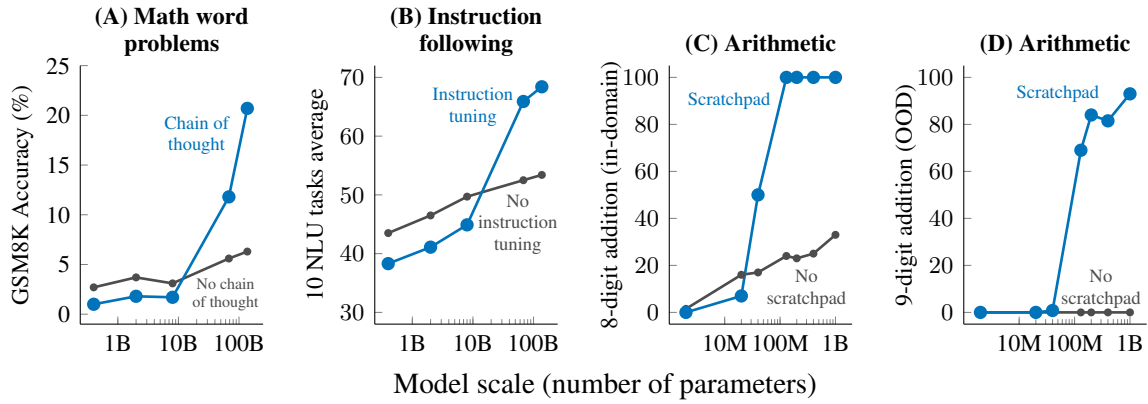 (A) Math word
problems
GSM8K Accuracy (%)
25
20
15
10
5
0
Chain of
thought
No chain
of thought
1B 10B 100B
(B) Instruction
following
10 NLU tasks average
70
60
50
40
30
Instruction
tuning
No
instruction
tuning
1B 10B 100B
(C) Arithmetic
8-digit addition (in-domain)
100
80
60
40
20
0
Scratchpad
No
scratchpad
10M 100M 1B
(D) Arithmetic
9-digit addition (OOD)
100
80
60
40
20
0
Scratchpad
No
scratchpad
10M 100M 1B
Model scale (number of parameters)